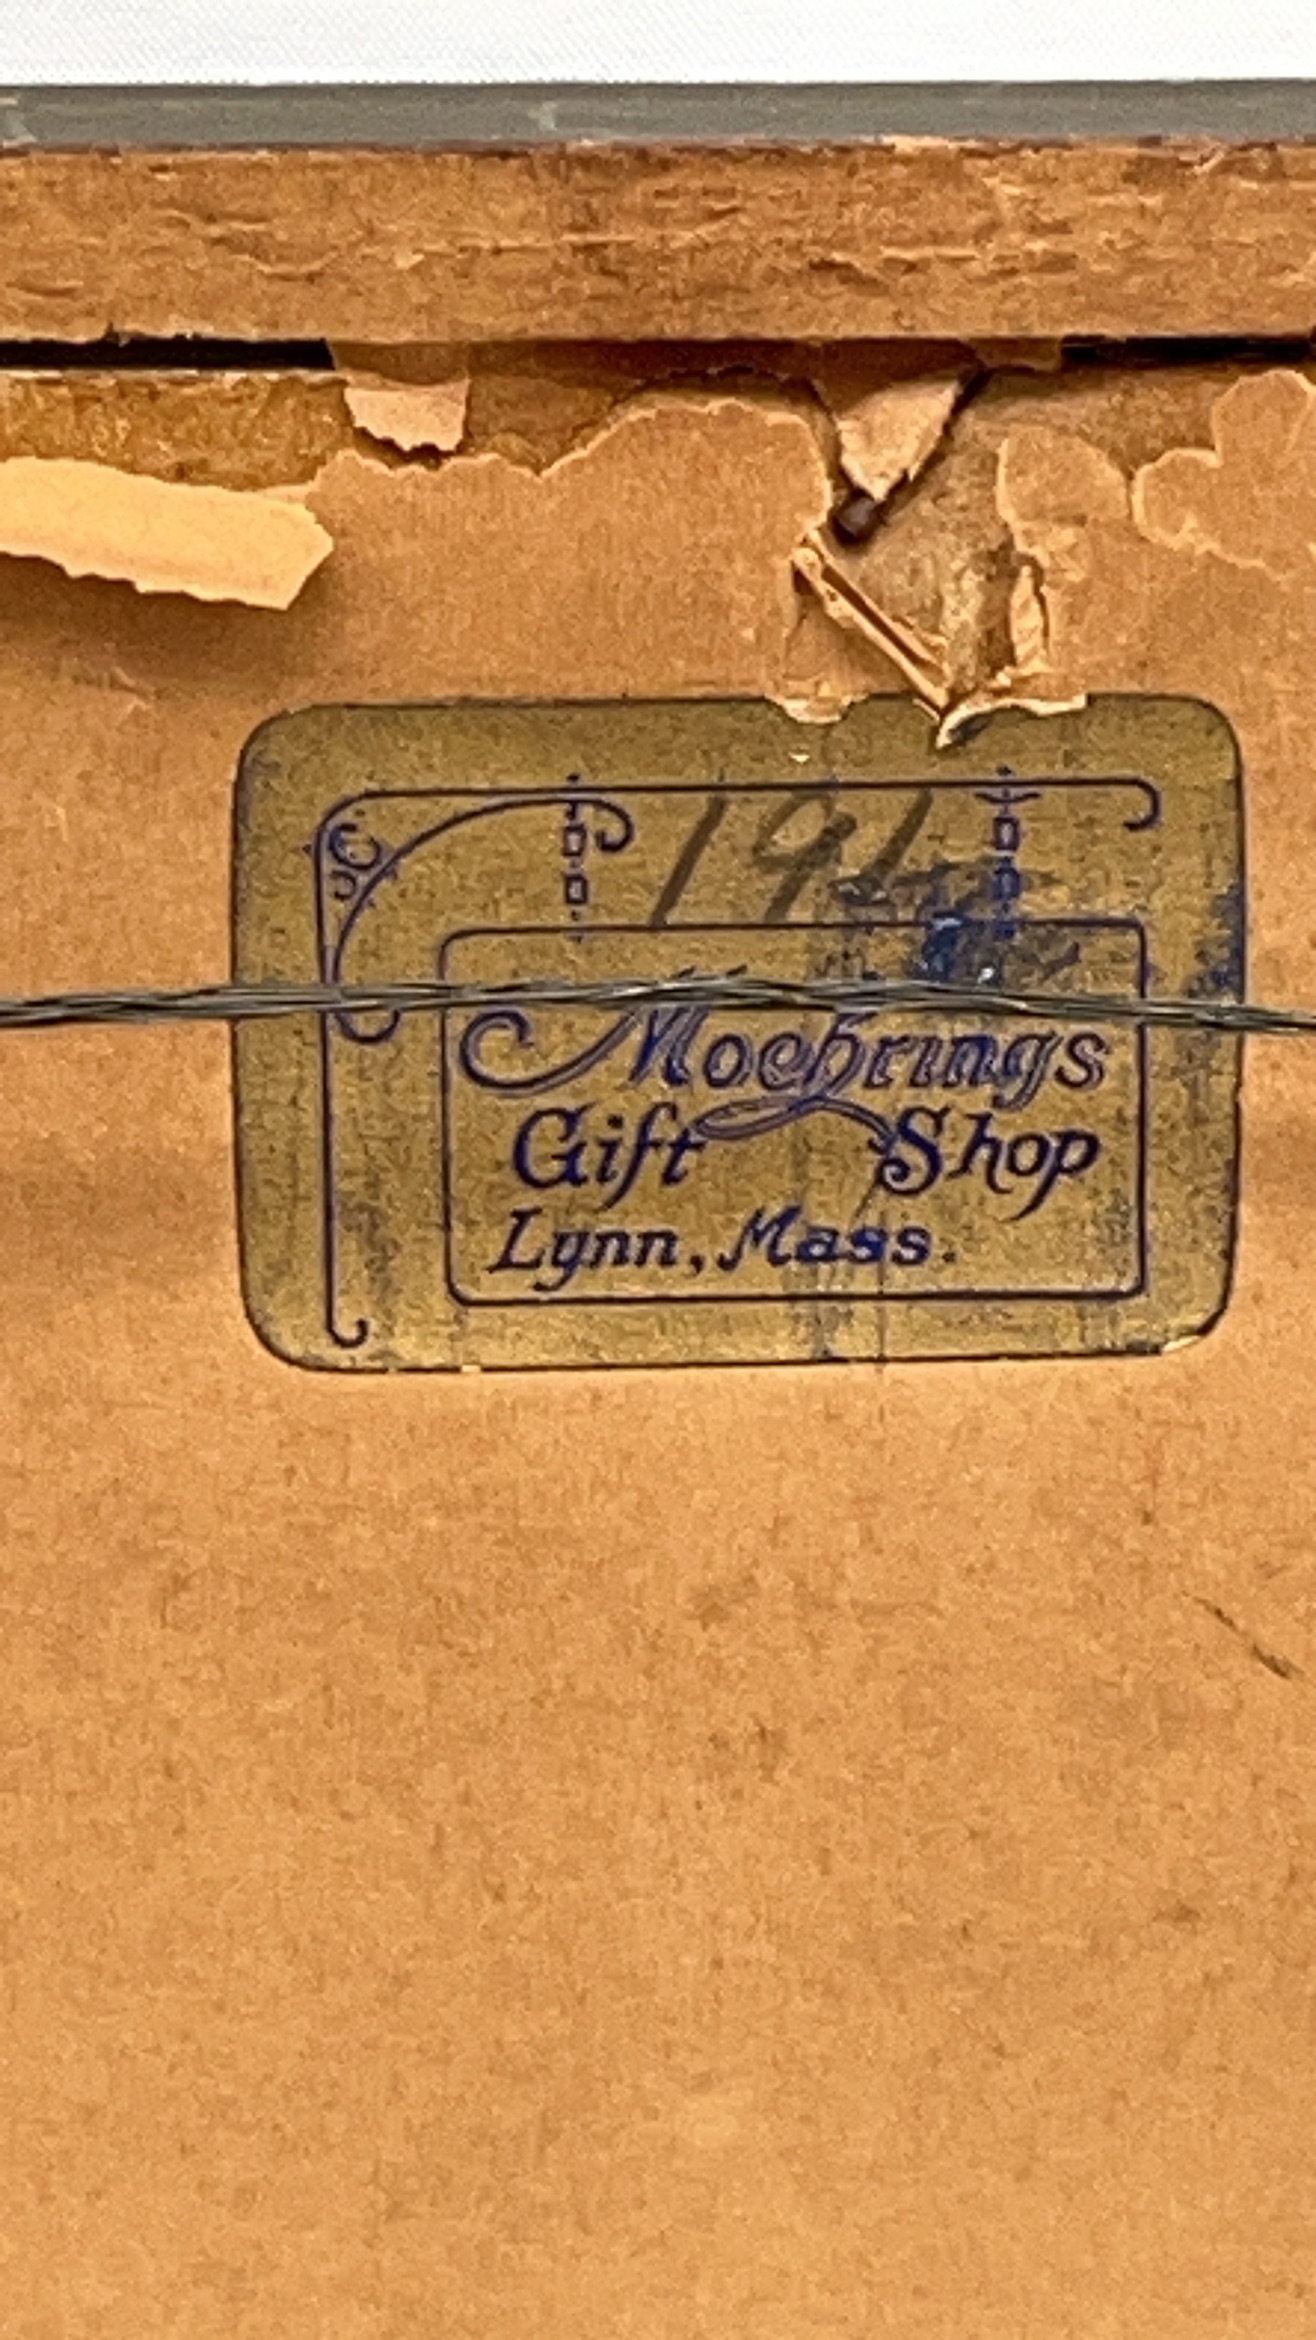 Moehrings
Gift Shop
Lynn, Mass.